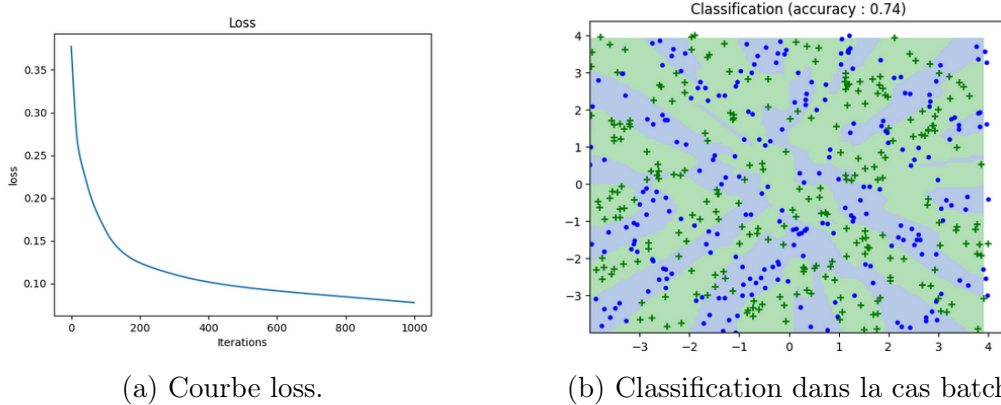 Loss
0.35
0.30
0.25
0.20
0.15
0.10
loss
0 200 400 600 800 1000
Iterations
(a) Courbe loss.
Classification (accuracy : 0.74)
4
3
2
1
0
−1
−2
−3
−3 −2 −1 0 1 2 3 4
(b) Classification dans la cas batch